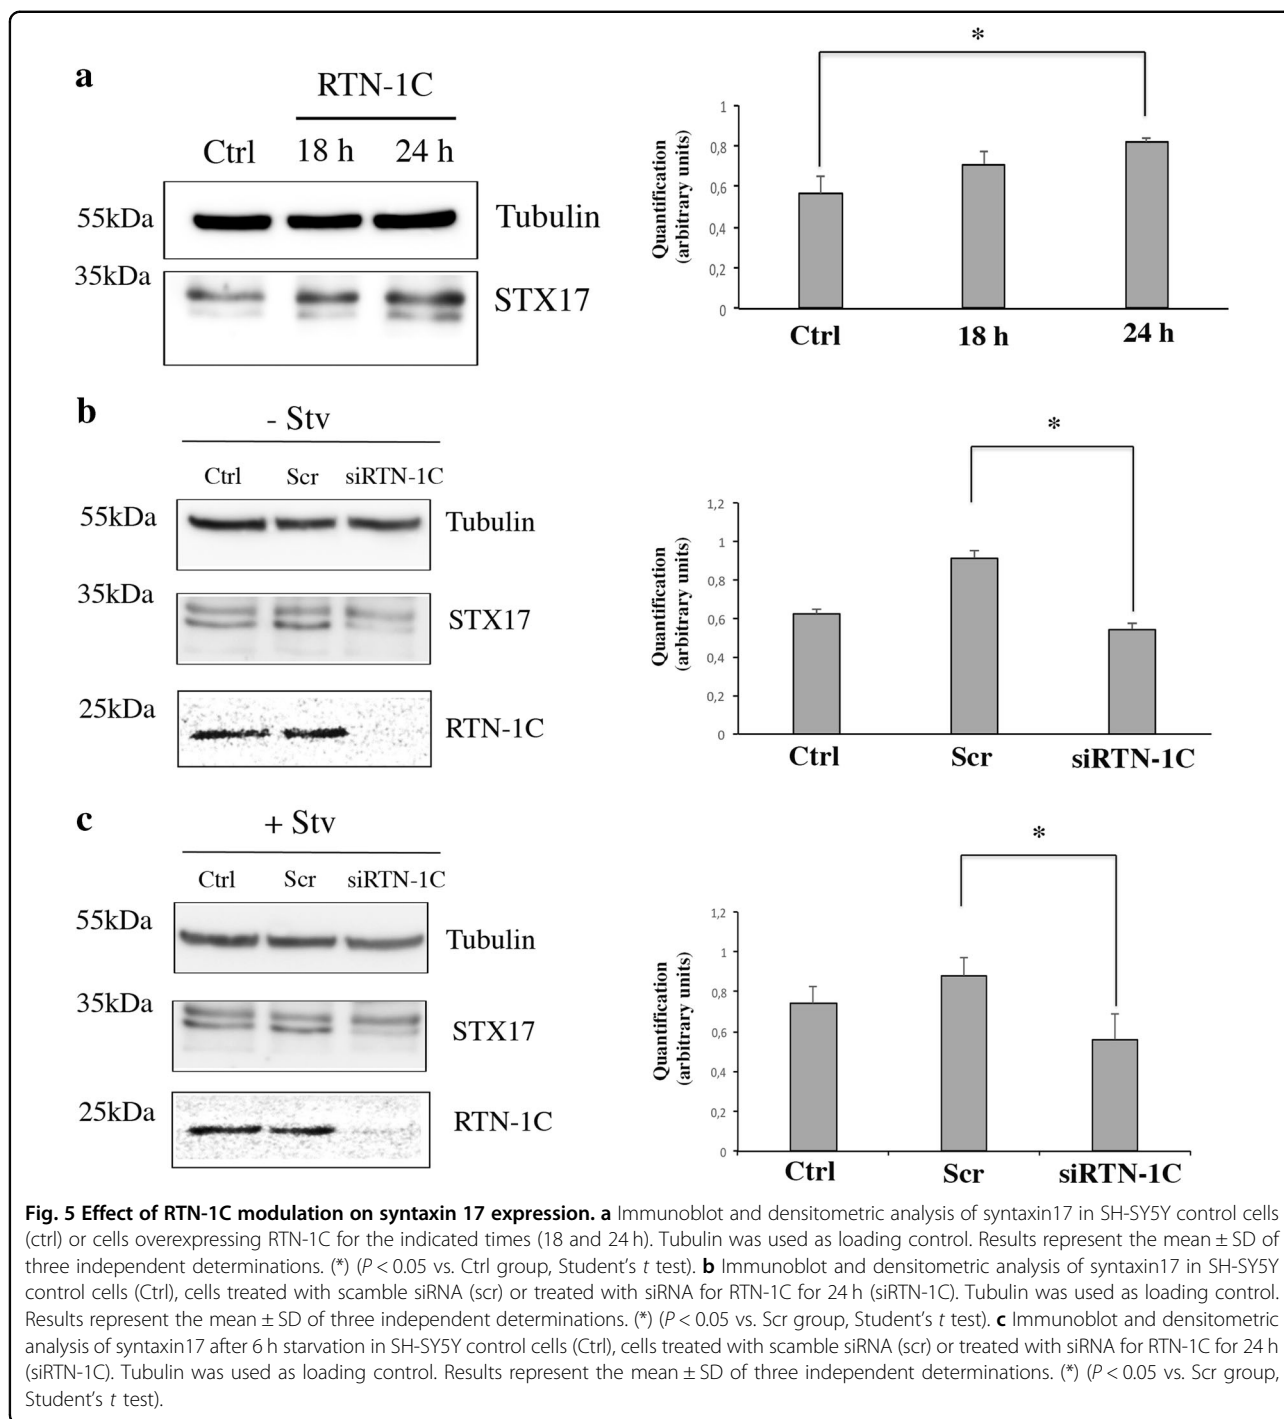 a
RTN-1C
Ctrl 18 h 24 h
55kDa Tubulin
35kDa STX17
*
Quantification
(arbitrary units)
1
0,8
0,6
0,4
0,2
0
Ctrl 18 h 24 h
b
- Stv
Ctrl Scr siRTN-1C
55kDa Tubulin
35kDa STX17
25kDa RTN-1C
*
Quantification
(arbitrary units)
1,2
1
0,8
0,6
0,4
0,2
0
Ctrl Scr siRTN-1C
c
+ Stv
Ctrl Scr siRTN-1C
55kDa Tubulin
35kDa STX17
25kDa RTN-1C
*
Quantification
(arbitrary units)
1,2
1
0,8
0,6
0,4
0,2
0
Ctrl Scr siRTN-1C
Fig. 5 Effect of RTN-1C modulation on syntaxin 17 expression. a Immunoblot and densitometric analysis of syntaxin17 in SH-SY5Y control cells
(ctrl) or cells overexpressing RTN-1C for the indicated times (18 and 24 h). Tubulin was used as loading control. Results represent the mean ± SD of
three independent determinations. (*) (P < 0.05 vs. Ctrl group, Student's t test). b Immunoblot and densitometric analysis of syntaxin17 in SH-SY5Y
control cells (Ctrl), cells treated with scamble siRNA (scr) or treated with siRNA for RTN-1C for 24 h (siRTN-1C). Tubulin was used as loading control.
Results represent the mean ± SD of three independent determinations. (*) (P < 0.05 vs. Scr group, Student's t test). c Immunoblot and densitometric
analysis of syntaxin17 after 6 h starvation in SH-SY5Y control cells (Ctrl), cells treated with scamble siRNA (scr) or treated with siRNA for RTN-1C for 24 h
(siRTN-1C). Tubulin was used as loading control. Results represent the mean ± SD of three independent determinations. (*) (P < 0.05 vs. Scr group,
Student's t test).